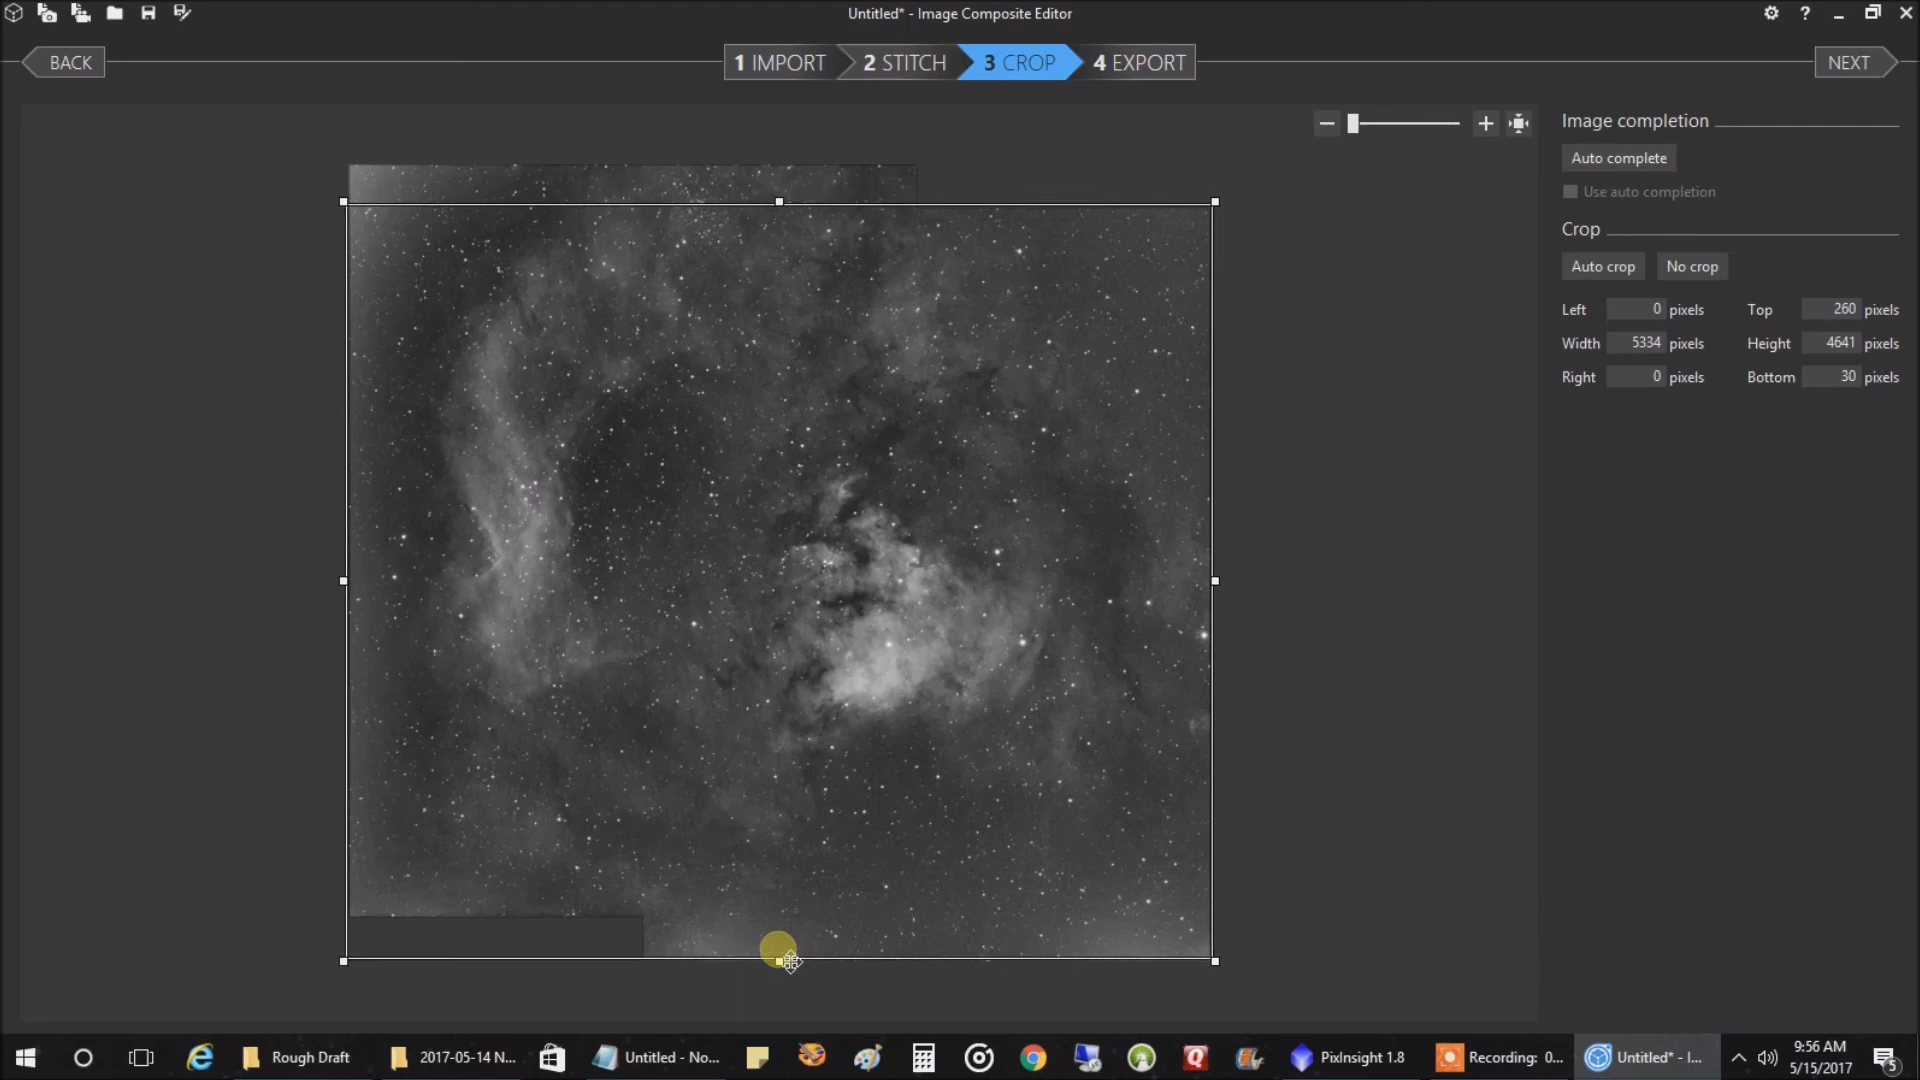 Untitled* - Image Composite Editor
BACK
1 IMPORT
2 STITCH
3 CROP
4 EXPORT
NEXT
Image completion
Auto complete
Use auto completion
Crop
Auto crop
No crop
Left 0 pixels Top 260 pixels
Width 5334 pixels Height 4641 pixels
Right 0 pixels Bottom 30 pixels
Rough Draft
2017-05-14 N...
Untitled - No...
PixInsight 1.8
Recording: 0...
Untitled* - I...
9:56 AM
5/15/2017
5